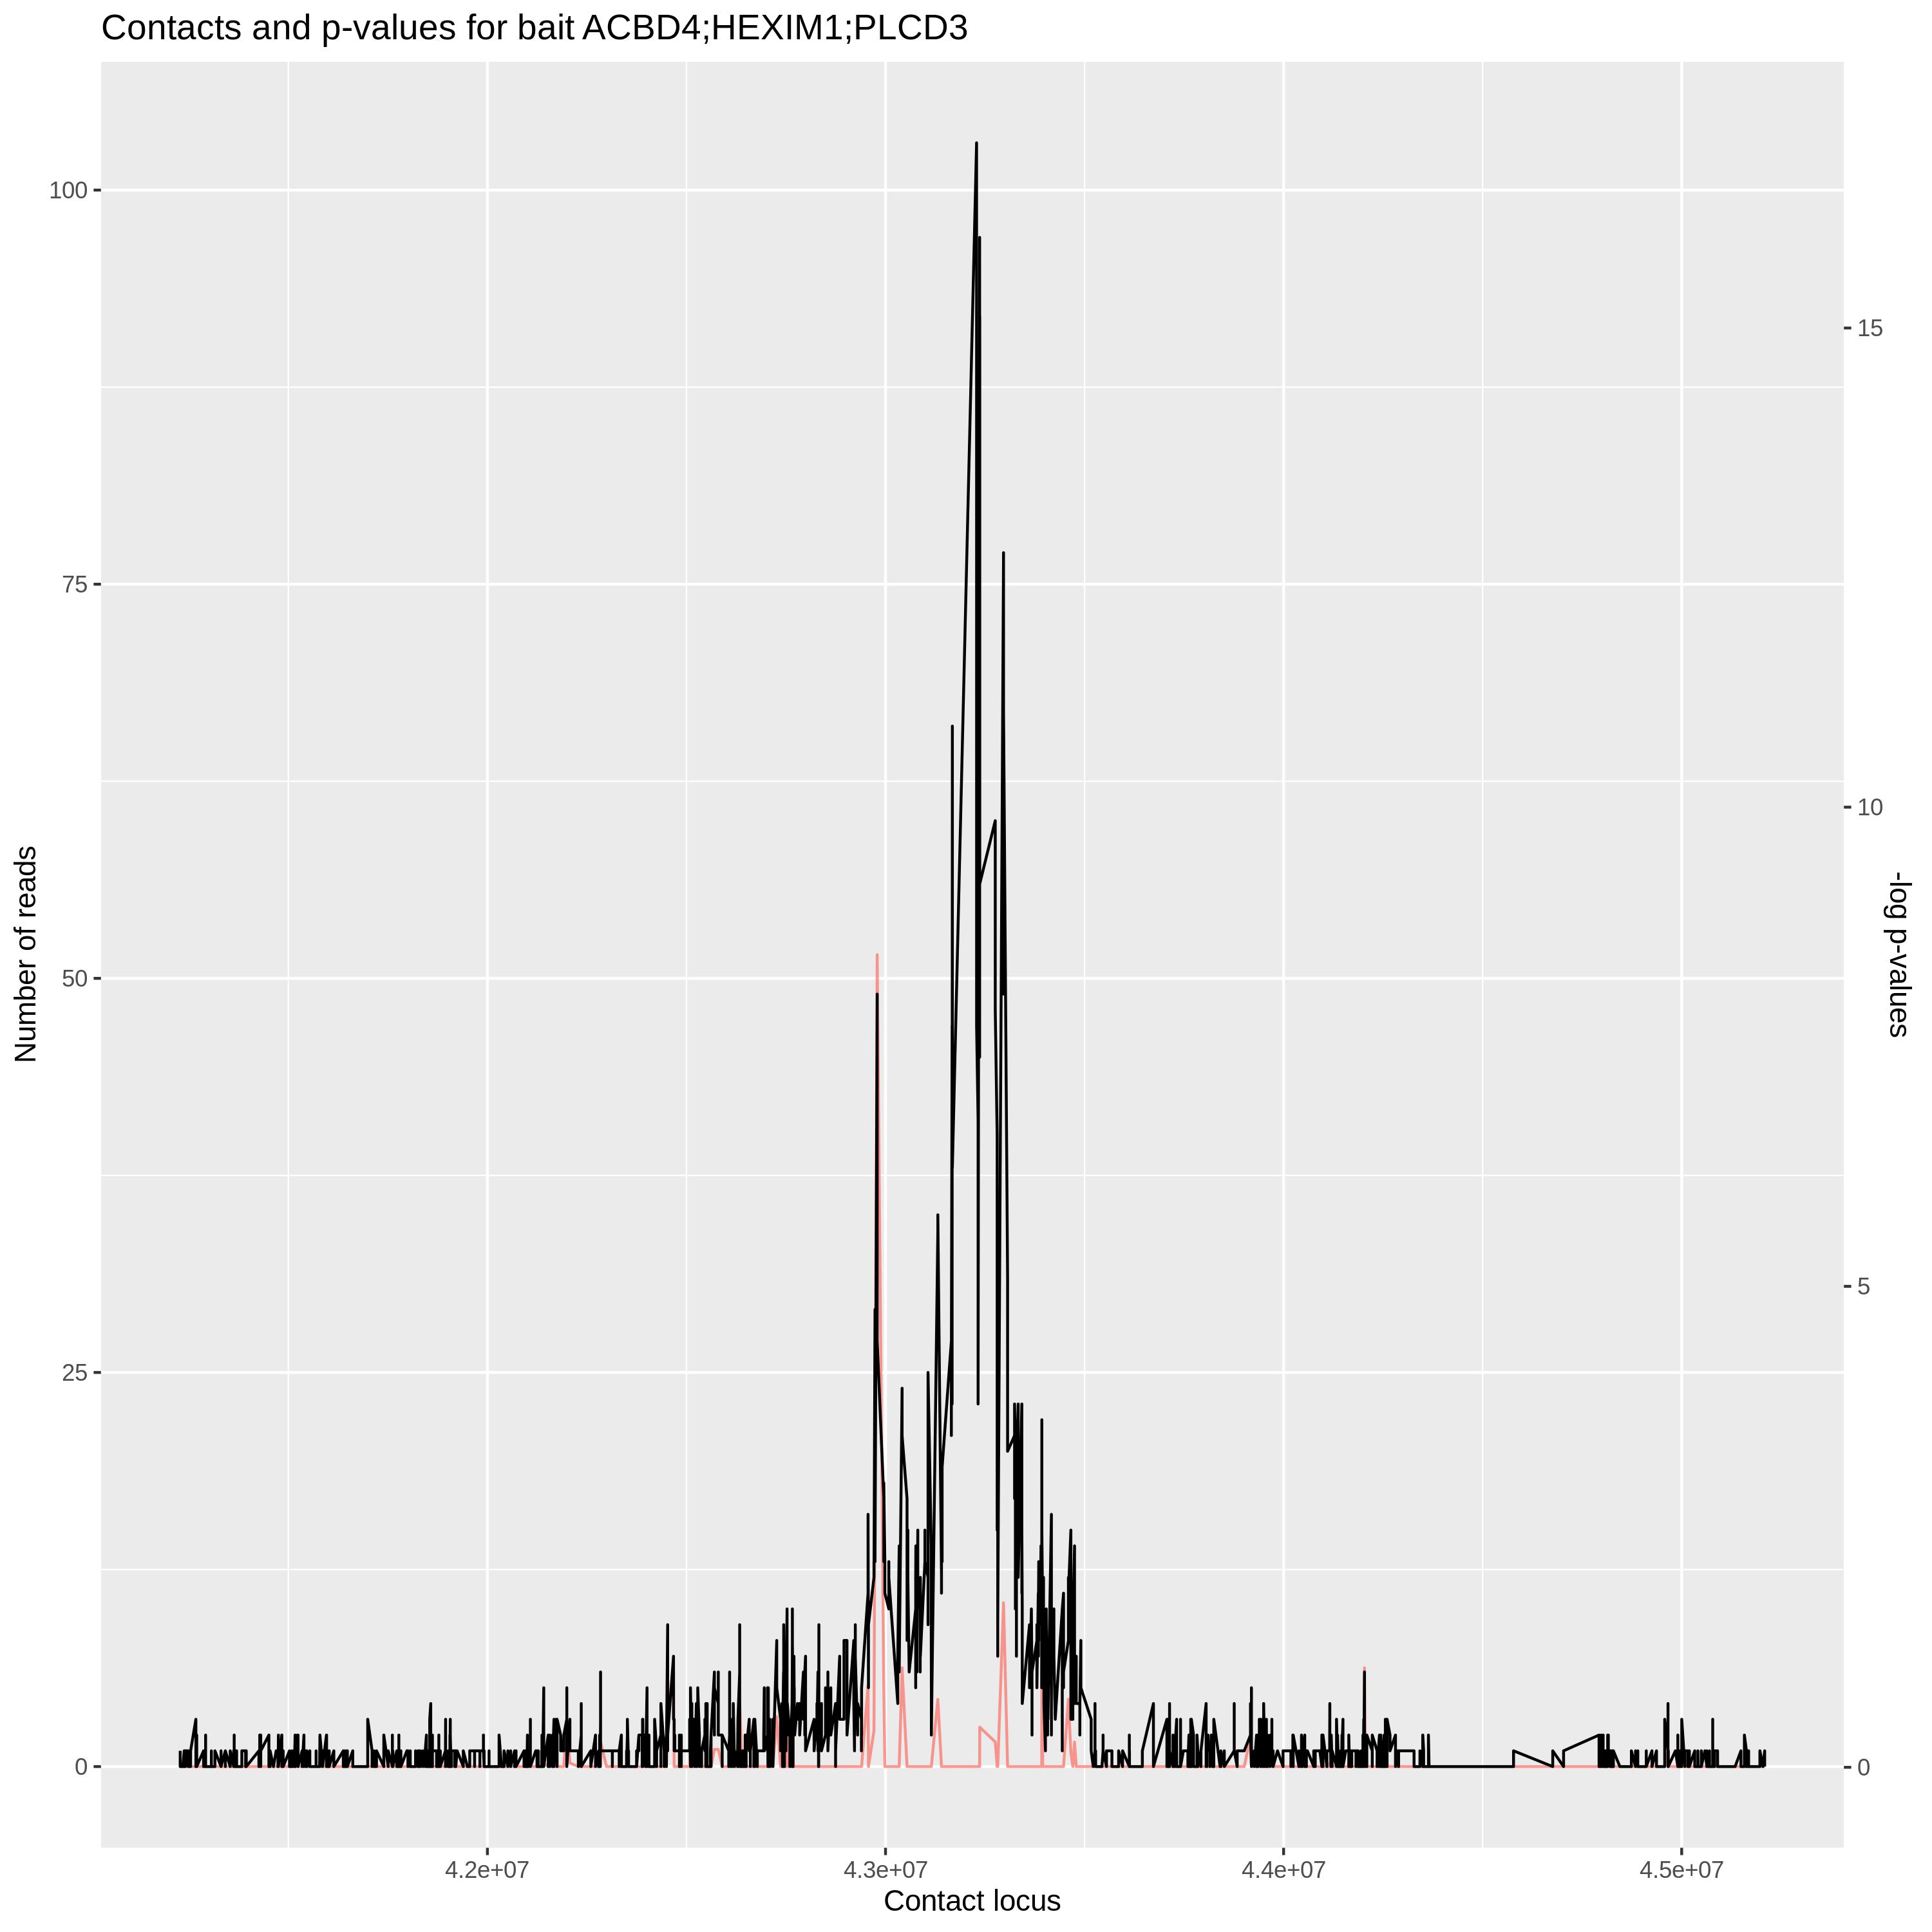 Contacts and p-values for bait ACBD4;HEXIM1;PLCD3
100
75
50
25
0
Number of reads
15
10
5
0
-log p-values
4.2e+07
4.3e+07
4.4e+07
4.5e+07
Contact locus